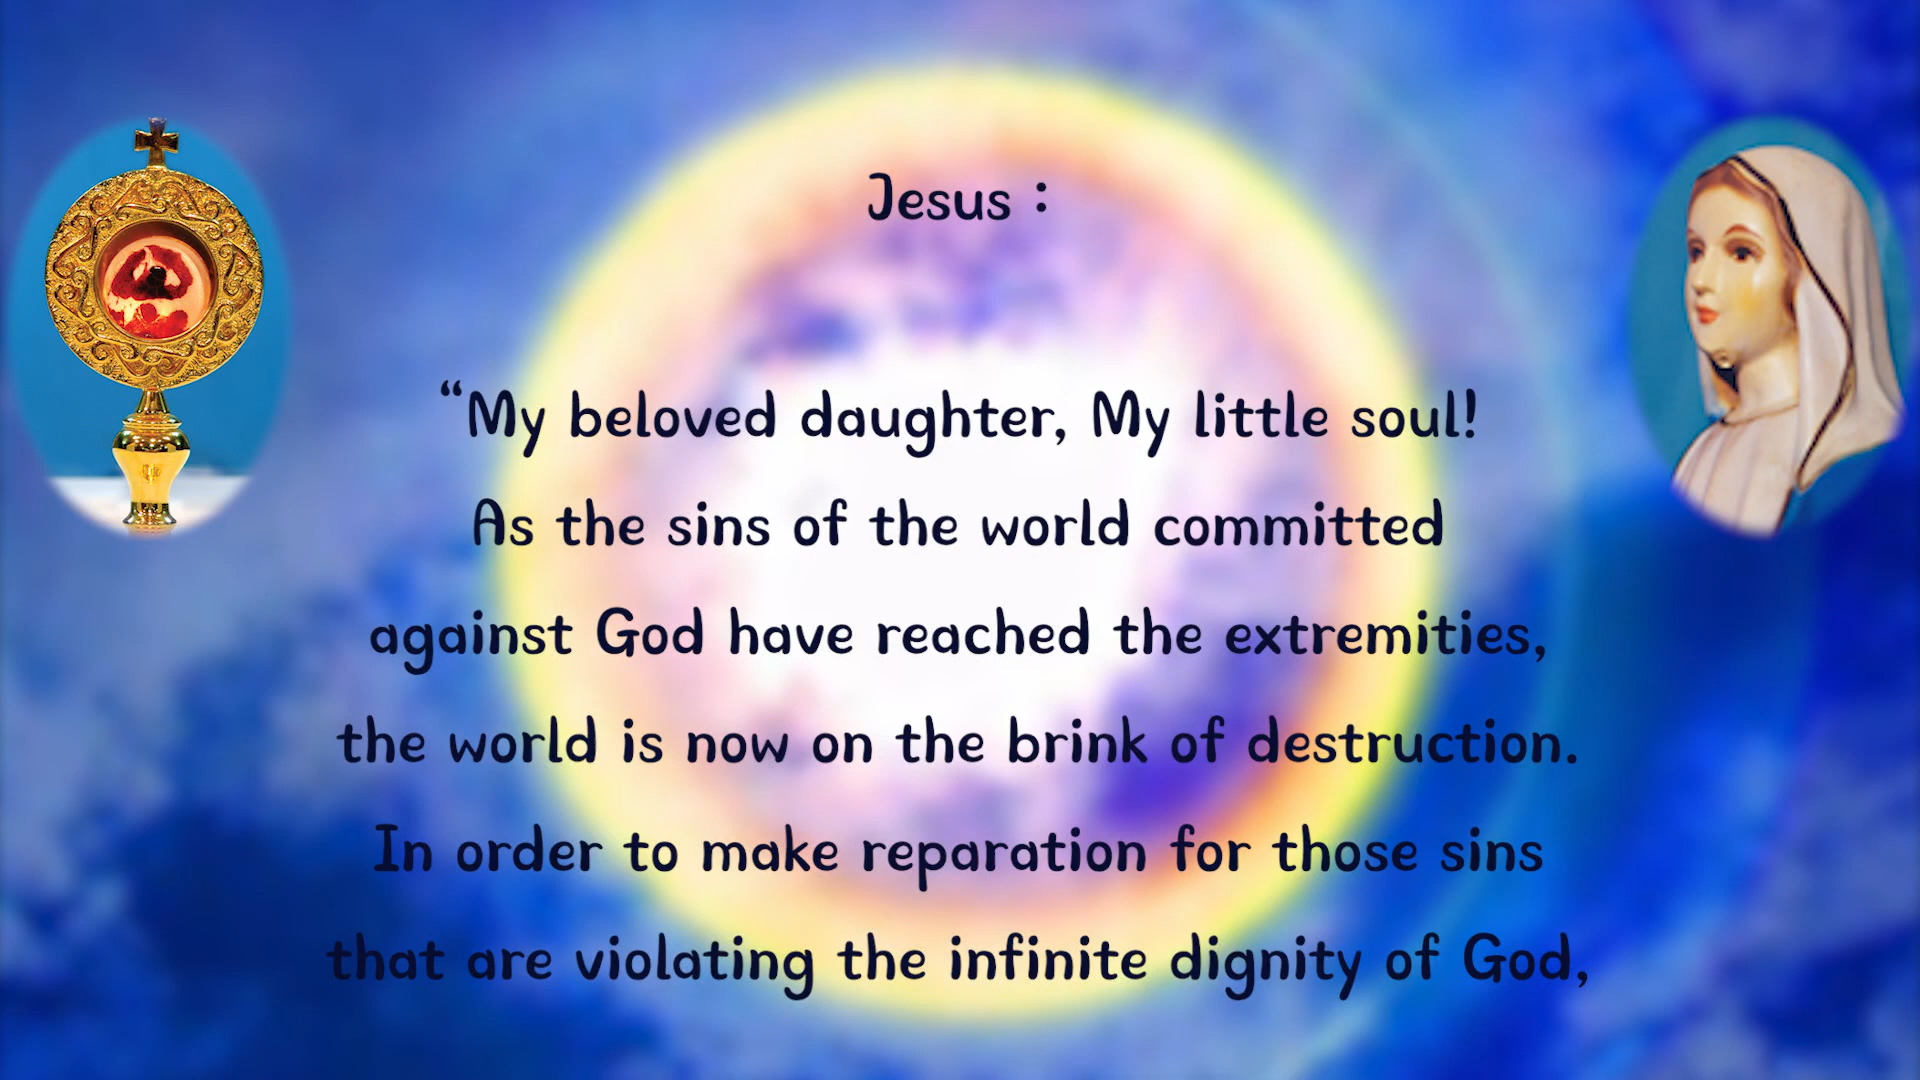 Jesus :
“My beloved daughter, My little soul!
As the sins of the world committed
against God have reached the extremities,
the world is now on the brink of destruction.
In order to make reparation for those sins
that are violating the infinite dignity of God,